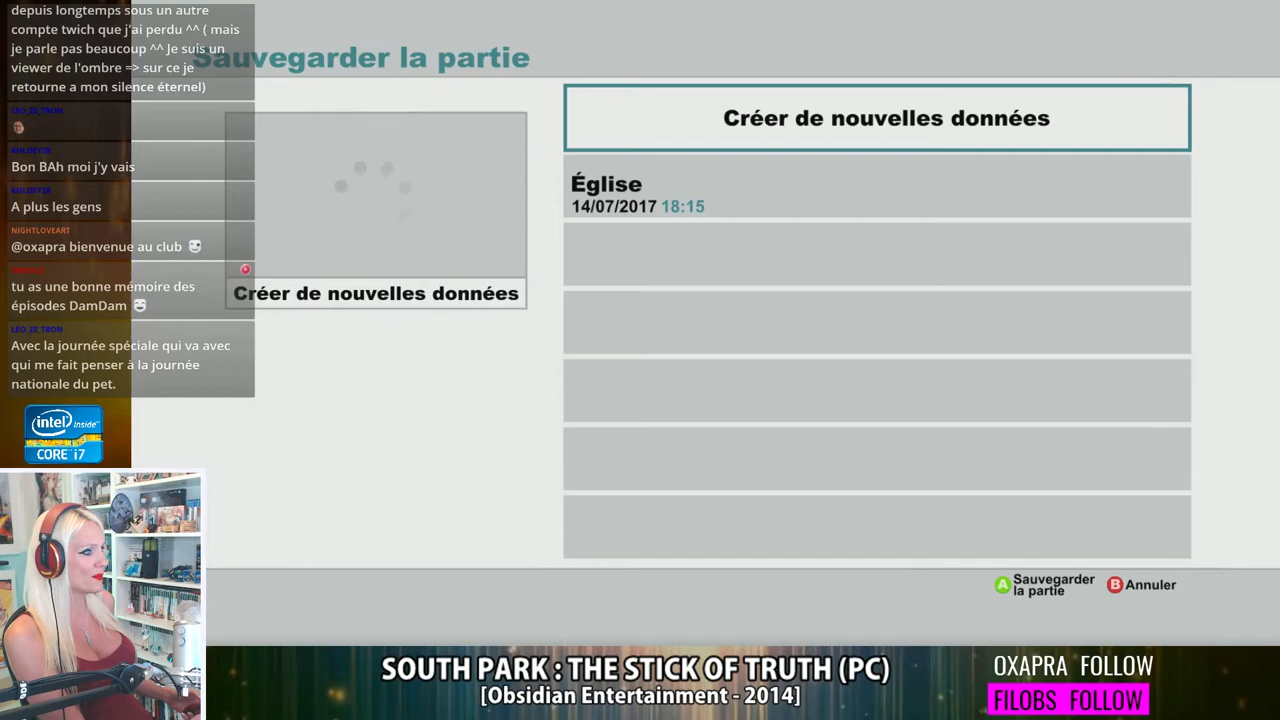 depuis longtemps sous un autre
compte twich que j'ai perdu ^^ ( mais
je parle pas beaucoup ^^ Je suis un
viewer de l'ombre => sur ce je
retourne a mon silence éternel)
LEO_ZE_TRON
Bon BAh moi j'y vais
A plus les gens
NIGHTLOVEART
@oxapra bienvenue au club
tu as une bonne mémoire des
épisodes DamDam
LEO_ZE_TRON
Avec la journée spéciale qui va avec
qui me fait penser à la journée
nationale du pet.
intel inside
CORE i7
Sauvegarder la partie
Créer de nouvelles données
Créer de nouvelles données
Église
14/07/2017 18:15
A Sauvegarder
la partie
B Annuler
SOUTH PARK : THE STICK OF TRUTH (PC)
[Obsidian Entertainment - 2014]
OXAPRA FOLLOW
FILOBS FOLLOW